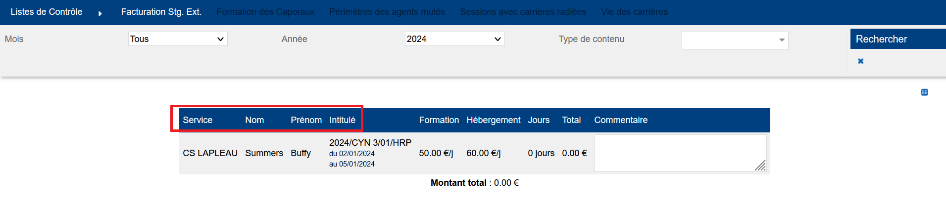 Listes de Contrôle Facturation Stg. Ext. Formation des Caporaux Périmètres des agents mutés Sessions avec carrières radiées Vie des carrières
Mois Tous Année 2024 Type de contenu Rechercher
Service Nom Prénom Intitulé Formation Hébergement Jours Total Commentaire
2024/CYN 3/01/HRP
CS LAPLEAU Summers Buffy du 02/01/2024 50.00 €/j 60.00 €/j 0 jours 0.00 €
au 05/01/2024
Montant total : 0.00 €